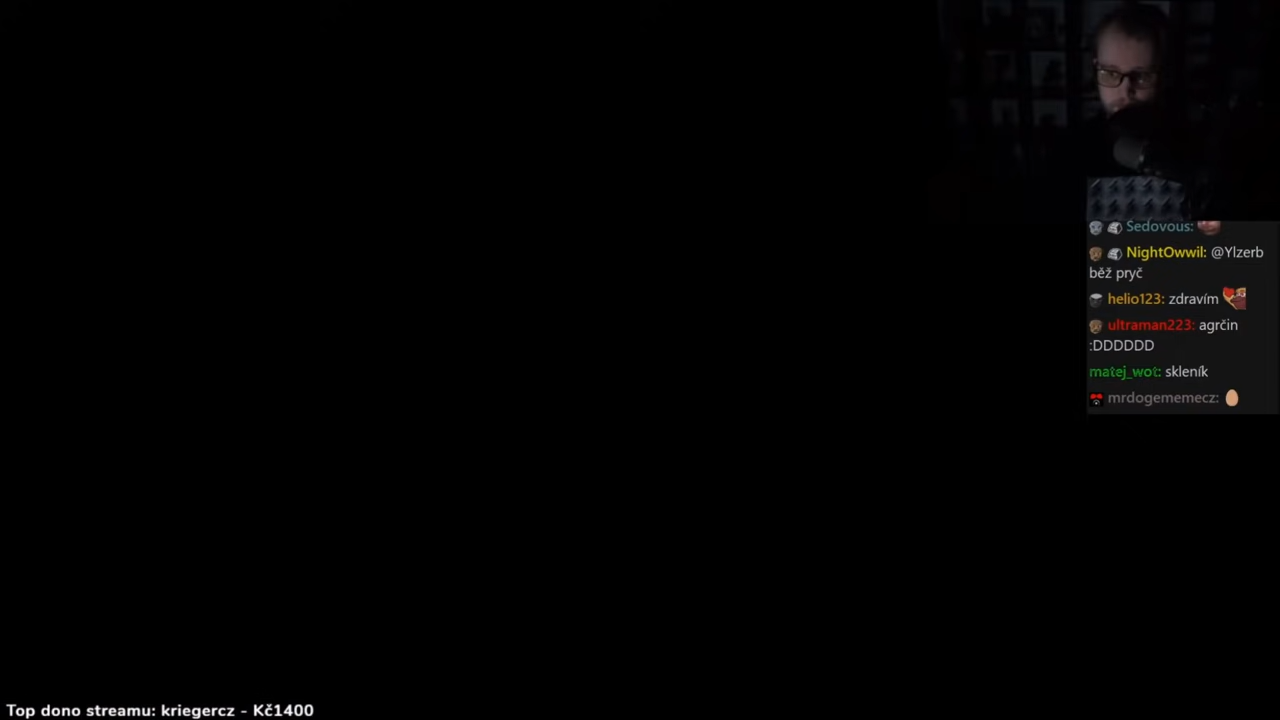 Sedovous:
NightOwwil: @Ylzerb
běž pryč
helio123: zdravím
ultraman223: agrčin
:DDDDDD
matej_wot: skleník
mrdogememecz:
Top dono streamu: kriegercz - Kč1400